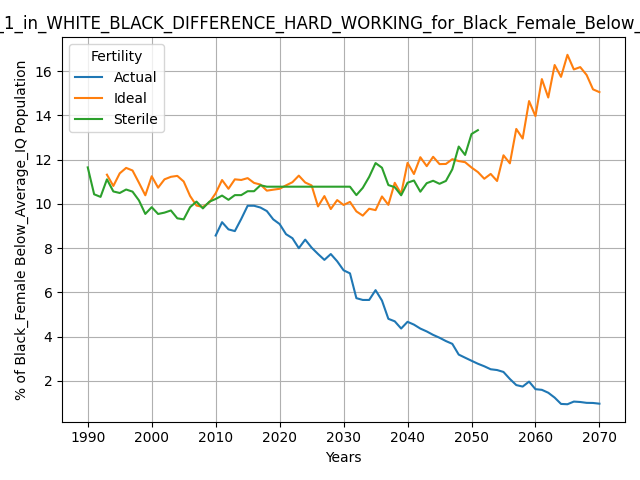 _1_in_WHITE_BLACK_DIFFERENCE_HARD_WORKING_for_Black_Female_Below_
% of Black_Female Below_Average_IQ Population
Fertility
Actual
Ideal
Sterile
16
14
12
10
8
6
4
2
1990 2000 2010 2020 2030 2040 2050 2060 2070
Years